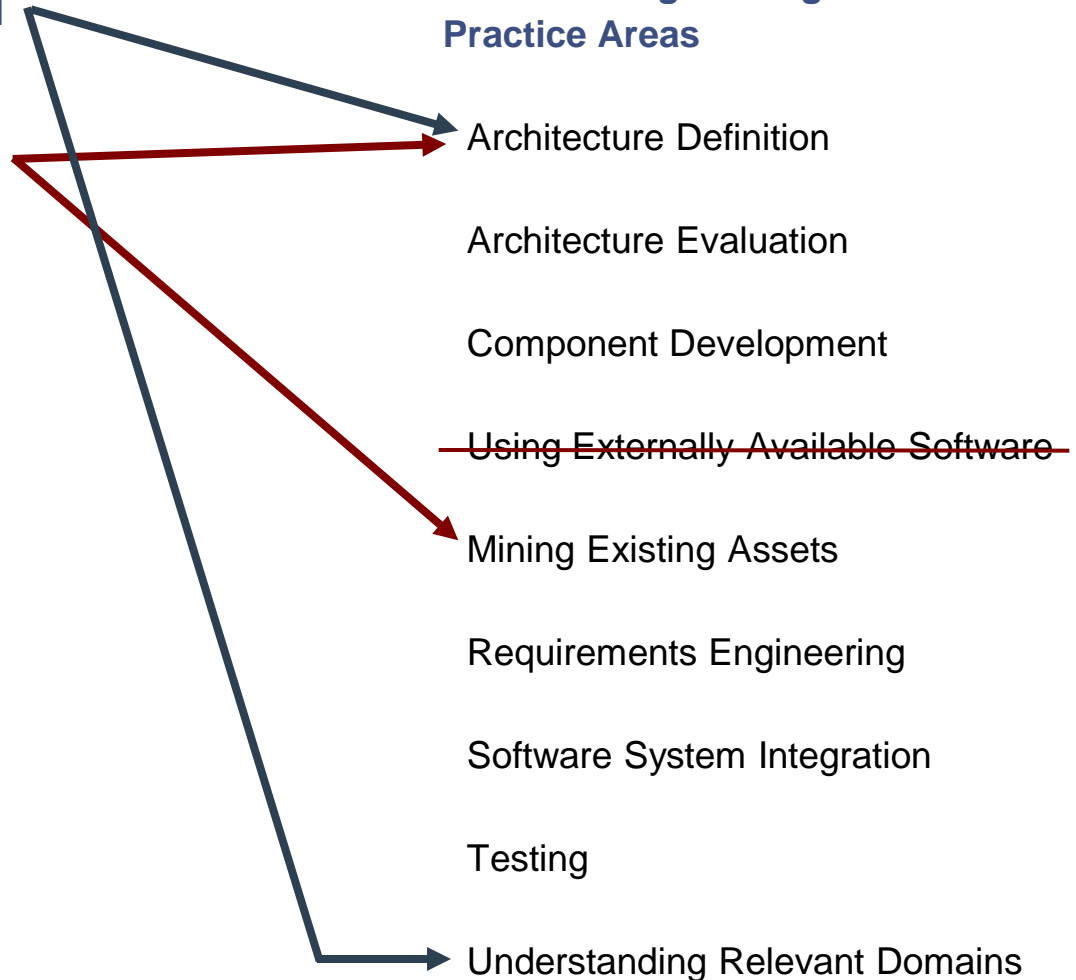 Practice Areas
Architecture Definition
Architecture Evaluation
Component Development
Using Externally Available Software
Mining Existing Assets
Requirements Engineering
Software System Integration
Testing
Understanding Relevant Domains